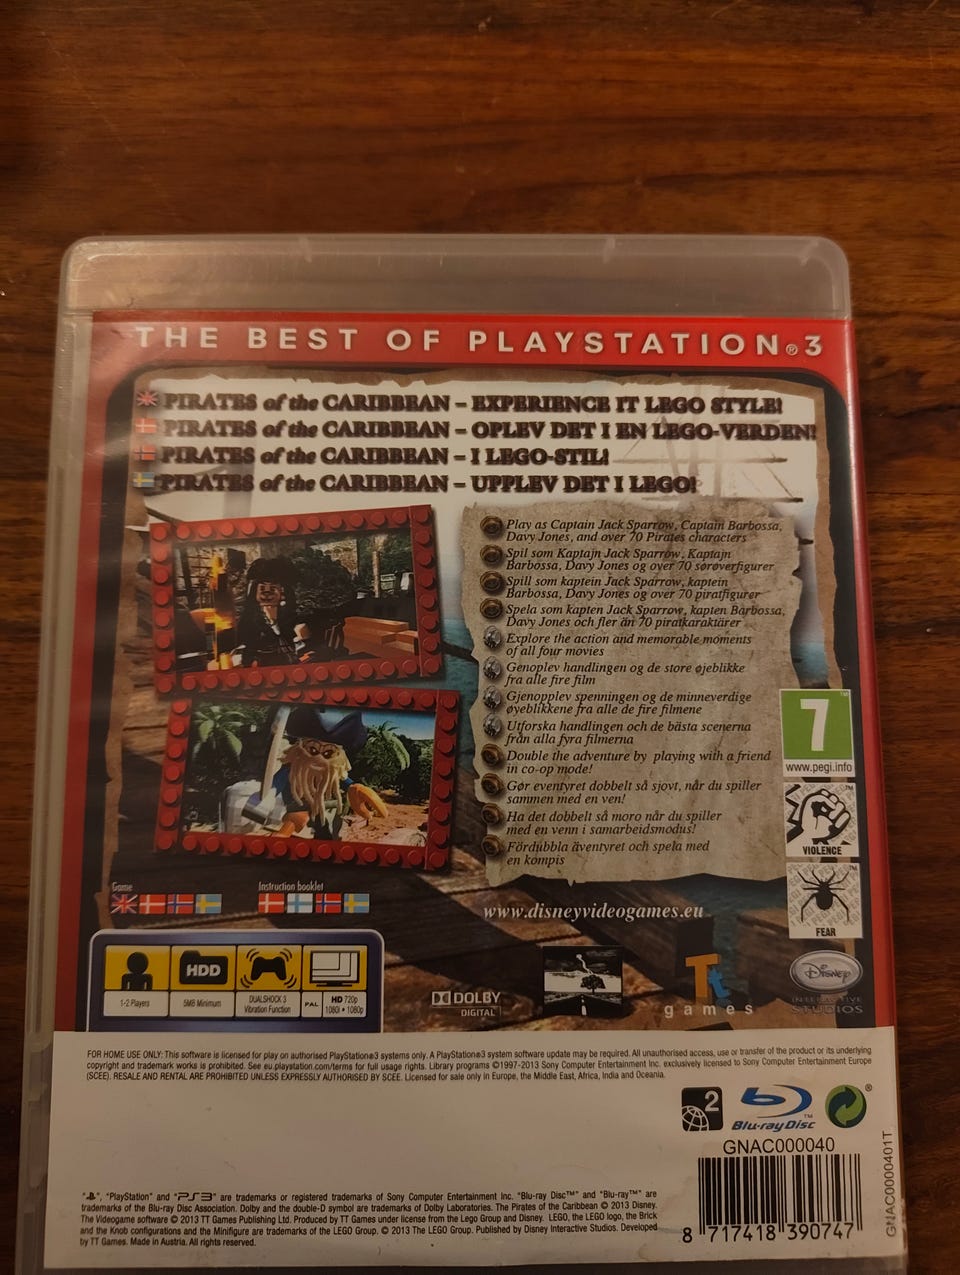 THE BEST OF PLAYSTATION®3
PIRATES of the CARIBBEAN – EXPERIENCE IT LEGO STYLE!
PIRATES of the CARIBBEAN – OPLEV DET I EN LEGO-VERDEN!
PIRATES of the CARIBBEAN – I LEGO-STIL!
PIRATES of the CARIBBEAN – UPPLEV DET I LEGO!
Play as Captain Jack Sparrow, Captain Barbossa,
Davy Jones, and over 70 Pirates characters
Spil som Kaptajn Jack Sparrow, Kaptajn
Barbossa, Davy Jones og over 70 sørøverfigurer
Spill som kaptein Jack Sparrow, kaptein
Barbossa, Davy Jones og over 70 piratfigurer
Spela som kapten Jack Sparrow, kapten Barbossa,
Davy Jones och fler än 70 piratkaraktärer
Explore the action and memorable moments
of all four movies
Genoplev handlingen og de store øjeblikke
fra alle fire film
Gjenopplev spenningen og de minneverdige
øyeblikkene fra alle de fire filmene
Utforska handlingen och de bästa scenerna
från alla fyra filmerna
Double the adventure by playing with a friend
in co-op mode!
Gør eventyret dobbelt så sjovt, når du spiller
sammen med en ven!
Ha det dobbelt så moro når du spiller
med en venn i samarbeidsmodus!
Fördubbla äventyret och spela med
en kompis
7
www.pegi.info
VIOLENCE
FEAR
Game
Instruction booklet
www.disneyvideogames.eu
HDD
1-2 Players
5MB Minimum
DUALSHOCK 3
Vibration Function
PAL
HD 720p
1080i • 1080p
DOLBY
DIGITAL
Tt
games
Disney
INTERACTIVE
STUDIOS
FOR HOME USE ONLY: This software is licensed for play on authorised PlayStation®3 systems only. A PlayStation®3 system software update may be required. All unauthorised access, use or transfer of the product or its underlying
copyright and trademark works is prohibited. See eu.playstation.com/terms for full usage rights. Library programs ©1997-2013 Sony Computer Entertainment Inc. exclusively licensed to Sony Computer Entertainment Europe
(SCEE). RESALE AND RENTAL ARE PROHIBITED UNLESS EXPRESSLY AUTHORISED BY SCEE. Licensed for sale only in Europe, the Middle East, Africa, India and Oceania.
2
Blu-ray Disc™
GNAC000040
GNAC0000401T
8 717418 390747
"", "PlayStation" and "PS3" are trademarks or registered trademarks of Sony Computer Entertainment Inc. "Blu-ray Disc™" and "Blu-ray™" are
trademarks of the Blu-ray Disc Association. Dolby and the double-D symbol are trademarks of Dolby Laboratories. The Pirates of the Caribbean © 2013 Disney.
The Videogame software © 2013 TT Games Publishing Ltd. Produced by TT Games under license from the Lego Group and Disney. LEGO, the LEGO logo, the Brick
and the Knob configurations and the Minifigure are trademarks of the LEGO Group. © 2013 The LEGO Group. Published by Disney Interactive Studios. Developed
by TT Games. Made in Austria. All rights reserved.